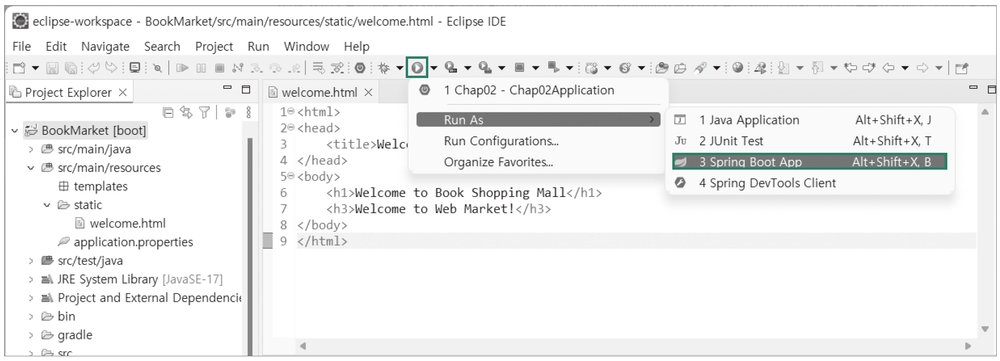 eclipse-workspace - BookMarket/src/main/resources/static/welcome.html - Eclipse IDE
File Edit Navigate Search Project Run Window Help
Project Explorer
BookMarket [boot]
src/main/java
src/main/resources
templates
static
welcome.html
application.properties
src/test/java
JRE System Library [JavaSE-17]
Project and External Dependencie
bin
gradle
src
welcome.html
1 <html>
2 <head>
3 <title>Welc
4 </head>
5 <body>
6 <h1>Welcome to Book Shopping Mall</h1>
7 <h3>Welcome to Web Market!</h3>
8 </body>
9 </html>
1 Chap02 - Chap02Application
Run As
Run Configurations...
Organize Favorites...
1 Java Application Alt+Shift+X, J
Ju 2 JUnit Test Alt+Shift+X, T
3 Spring Boot App Alt+Shift+X, B
4 Spring DevTools Client